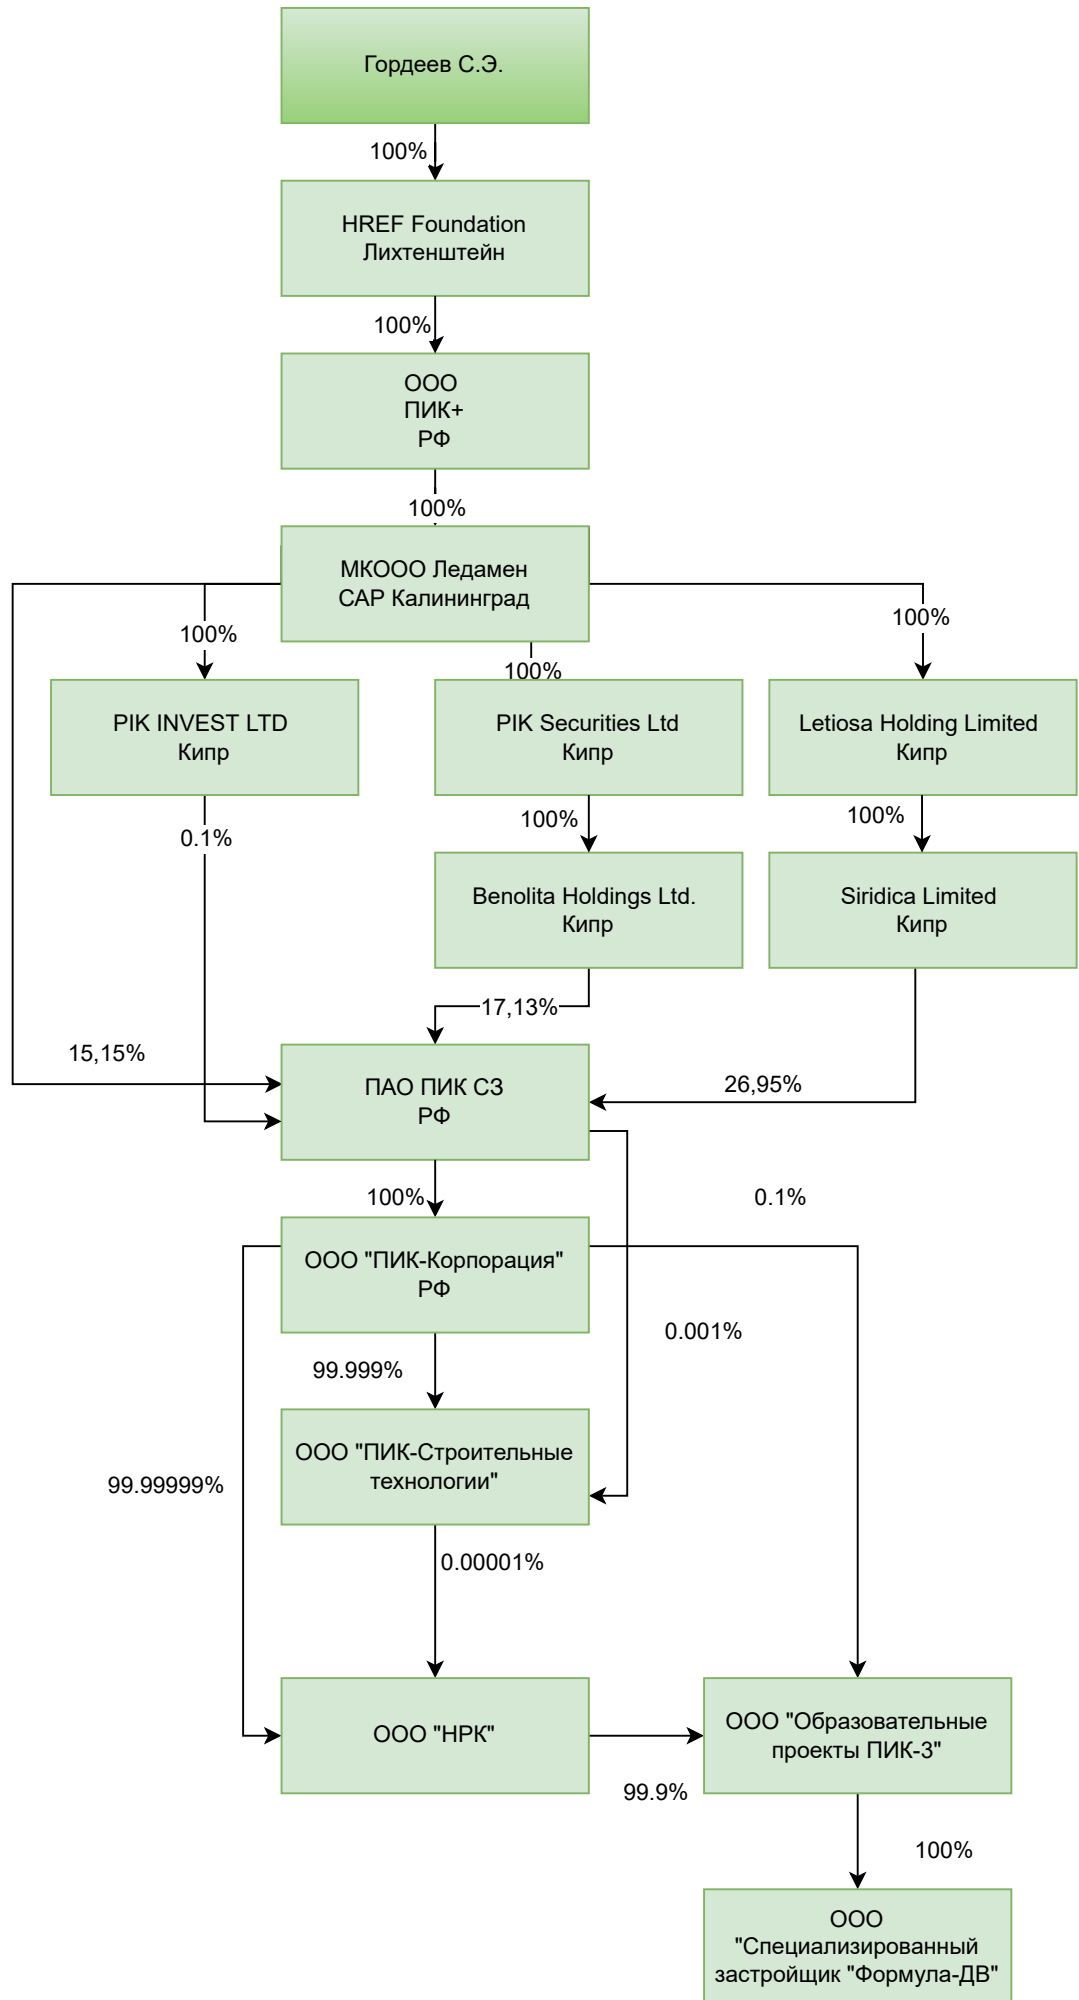 Гордеев С.Э.
100%
HREF Foundation
Лихтенштейн
100%
ООО
ПИК+
РФ
100%
МКООО Ледамен
САР Калининград
100%
100%
100%
PIK INVEST LTD
Кипр
PIK Securities Ltd
Кипр
Letiosa Holding Limited
Кипр
0.1%
100%
100%
Benolita Holdings Ltd.
Кипр
Siridica Limited
Кипр
17,13%
15,15%
26,95%
ПАО ПИК СЗ
РФ
100%
0.1%
ООО "ПИК-Корпорация"
РФ
0.001%
99.999%
ООО "ПИК-Строительные
технологии"
99.99999%
0.00001%
ООО "НРК"
ООО "Образовательные
проекты ПИК-3"
99.9%
100%
ООО
"Специализированный
застройщик "Формула-ДВ"